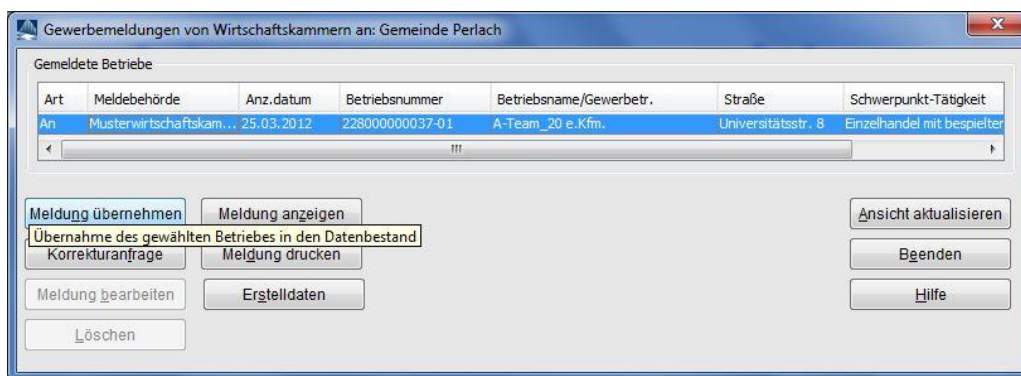 Gewerbemeldungen von Wirtschaftskammern an: Gemeinde Perlach
Gemeldete Betriebe
Art Meldebehörde Anz.datum Betriebsnummer Betriebsname/Gewerbetr. Straße Schwerpunkt-Tätigkeit
An Musterwirtschaftskam... 25.03.2012 228000000037-01 A-Team_20 e.Kfm. Universitätsstr. 8 Einzelhandel mit bespielter
Meldung übernehmen Meldung anzeigen Ansicht aktualisieren
Übernahme des gewählten Betriebes in den Datenbestand
Korrekturanfrage Meldung drucken Beenden
Meldung bearbeiten Erstelldaten Hilfe
Löschen